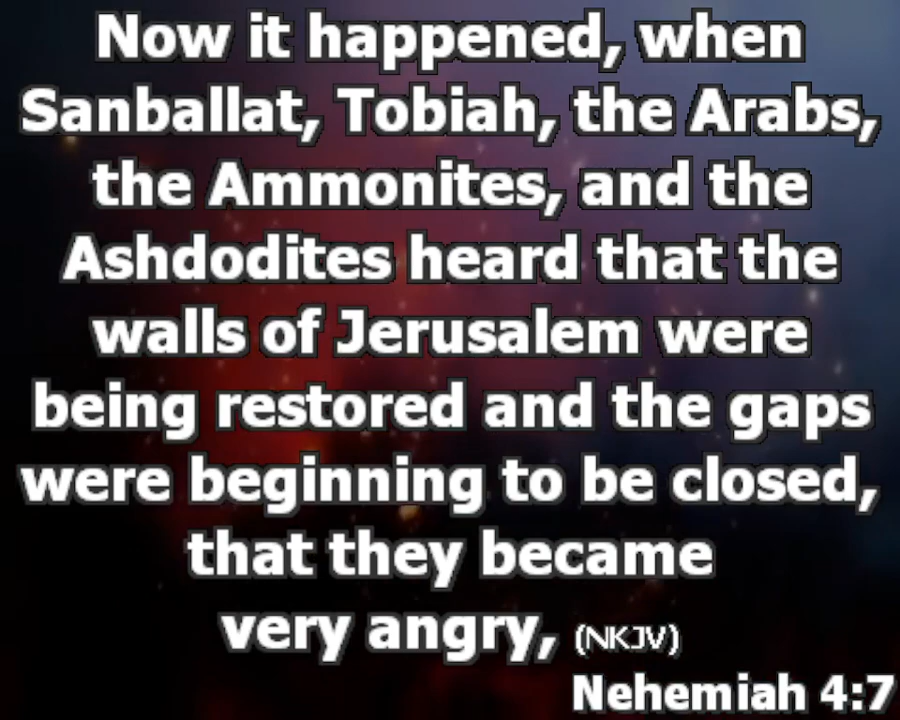 Now it happened, when
Sanballat, Tobiah, the Arabs,
the Ammonites, and the
Ashdodites heard that the
walls of Jerusalem were
being restored and the gaps
were beginning to be closed,
that they became
very angry, (NKJV)
Nehemiah 4:7